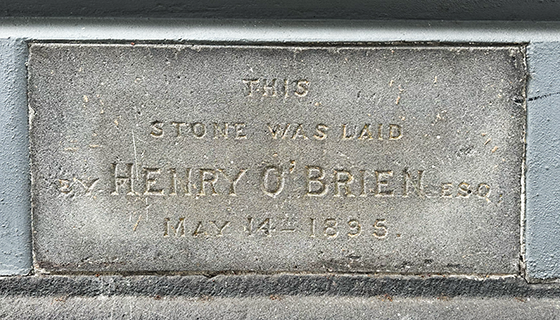 THIS
STONE WAS LAID
BY HENRY O'BRIEN ESQ.
MAY 14TH 1895.